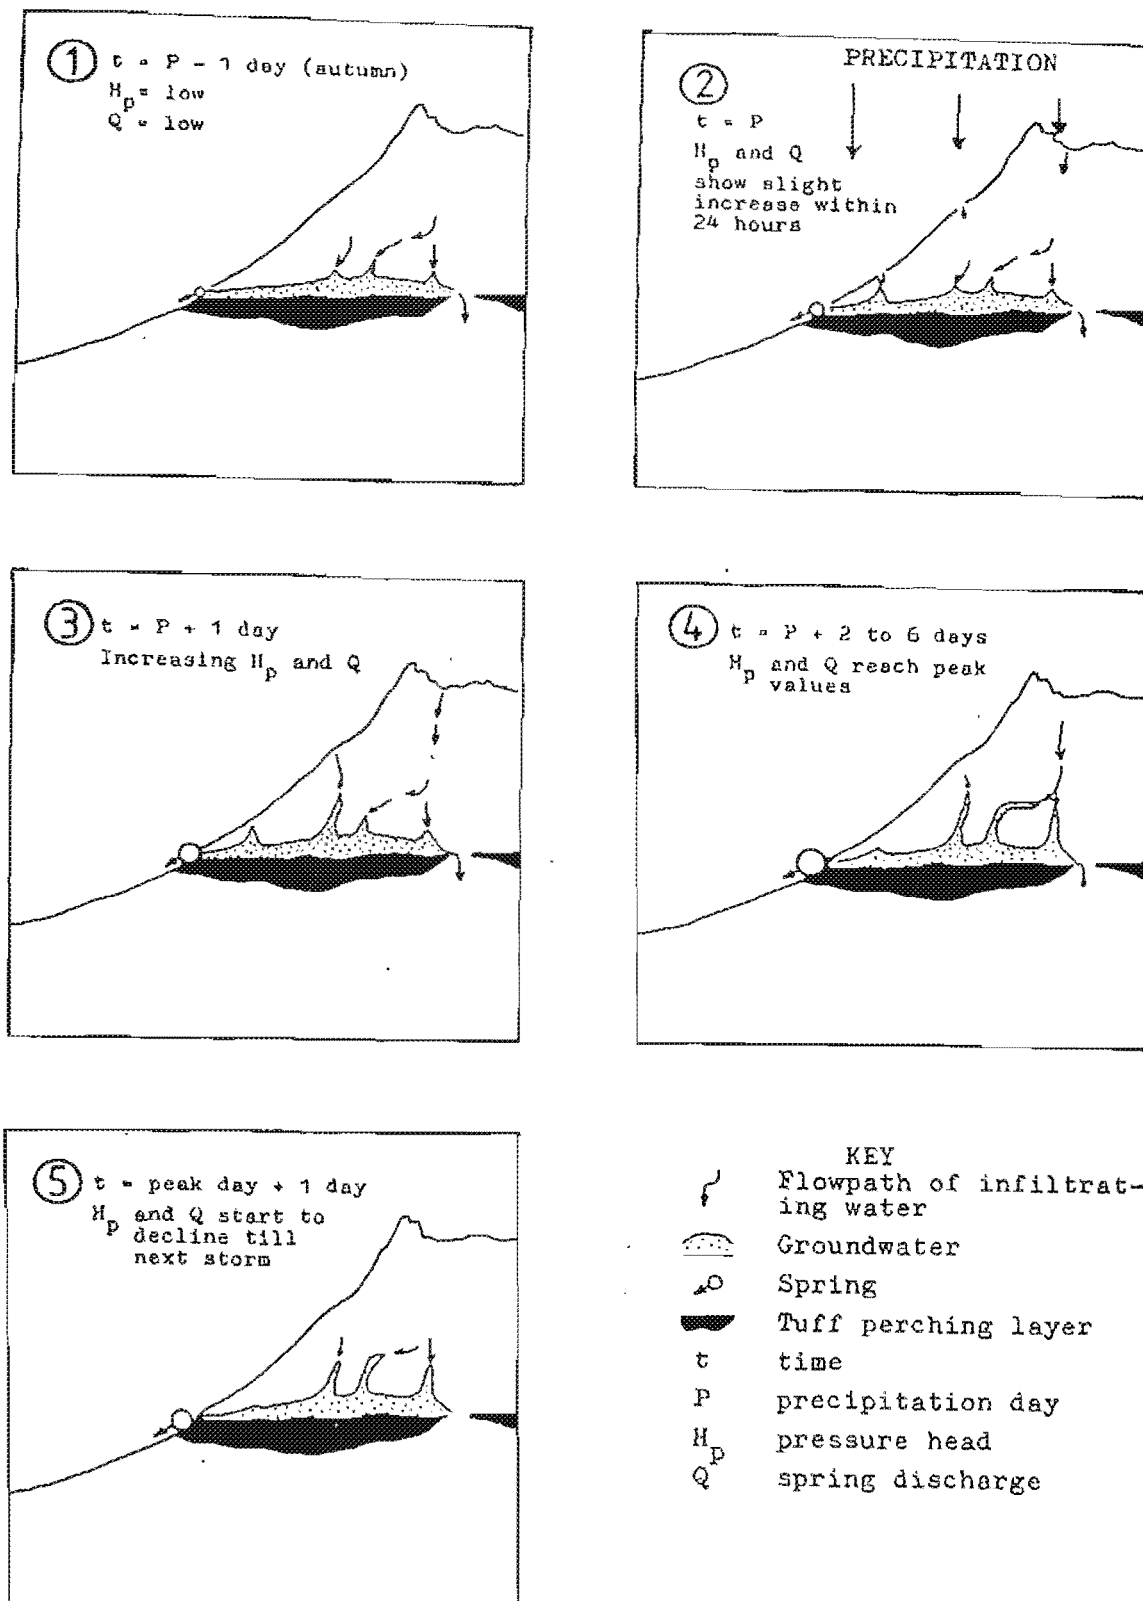 ① t = P - 1 day (autumn)
Hp = low
Q = low
PRECIPITATION
②
t = P
Hp and Q
show slight
increase within
24 hours
③ t = P + 1 day
Increasing Hp and Q
④ t = P + 2 to 6 days
Hp and Q reach peak
values
⑤ t = peak day + 1 day
Hp and Q start to
decline till
next storm
KEY
Flowpath of infiltrat-
ing water
Groundwater
Spring
Tuff perching layer
t time
P precipitation day
Hp pressure head
Q spring discharge